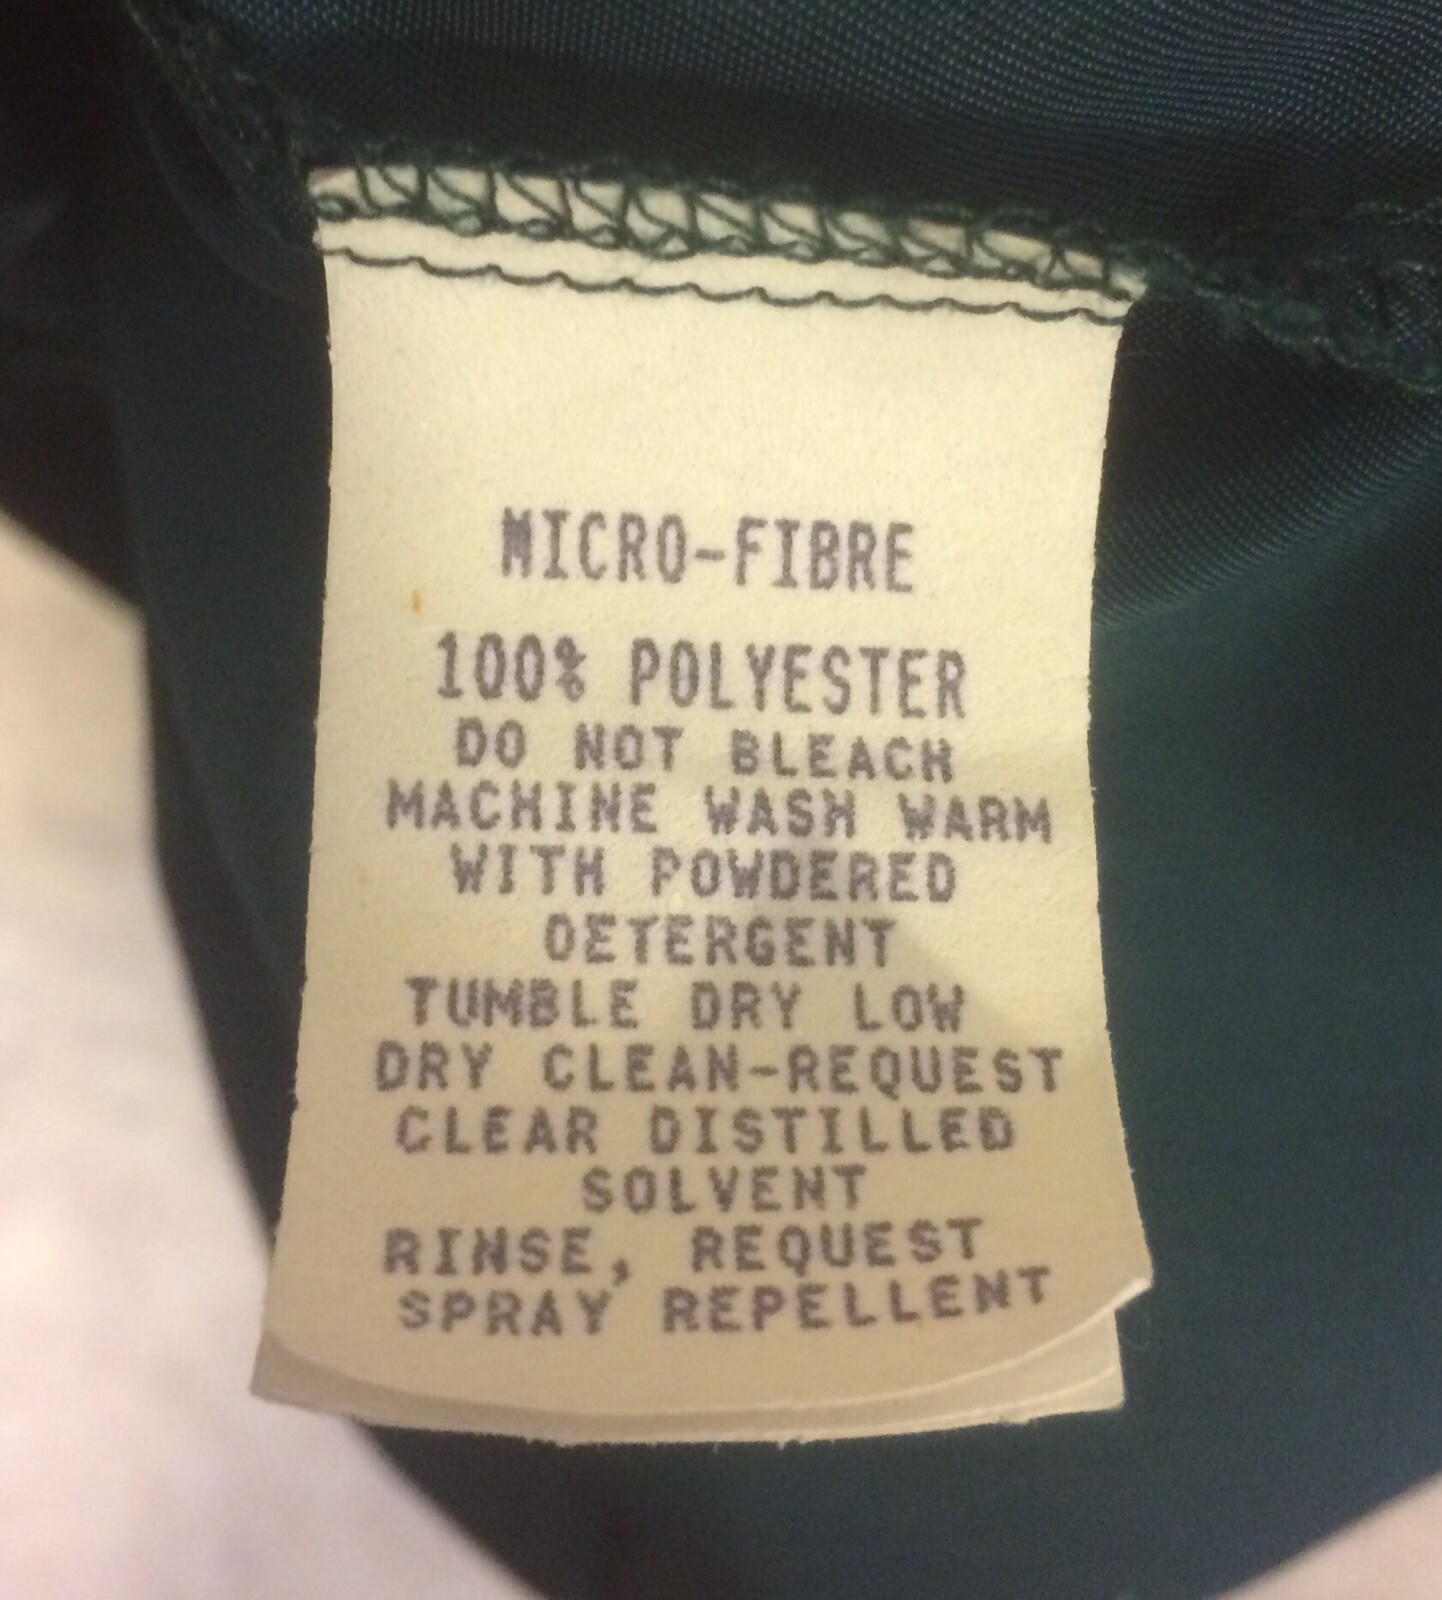 MICRO-FIBRE
100% POLYESTER
DO NOT BLEACH
MACHINE WASH WARM
WITH POWDERED
DETERGENT
TUMBLE DRY LOW
DRY CLEAN-REQUEST
CLEAR DISTILLED
SOLVENT
RINSE, REQUEST
SPRAY REPELLENT